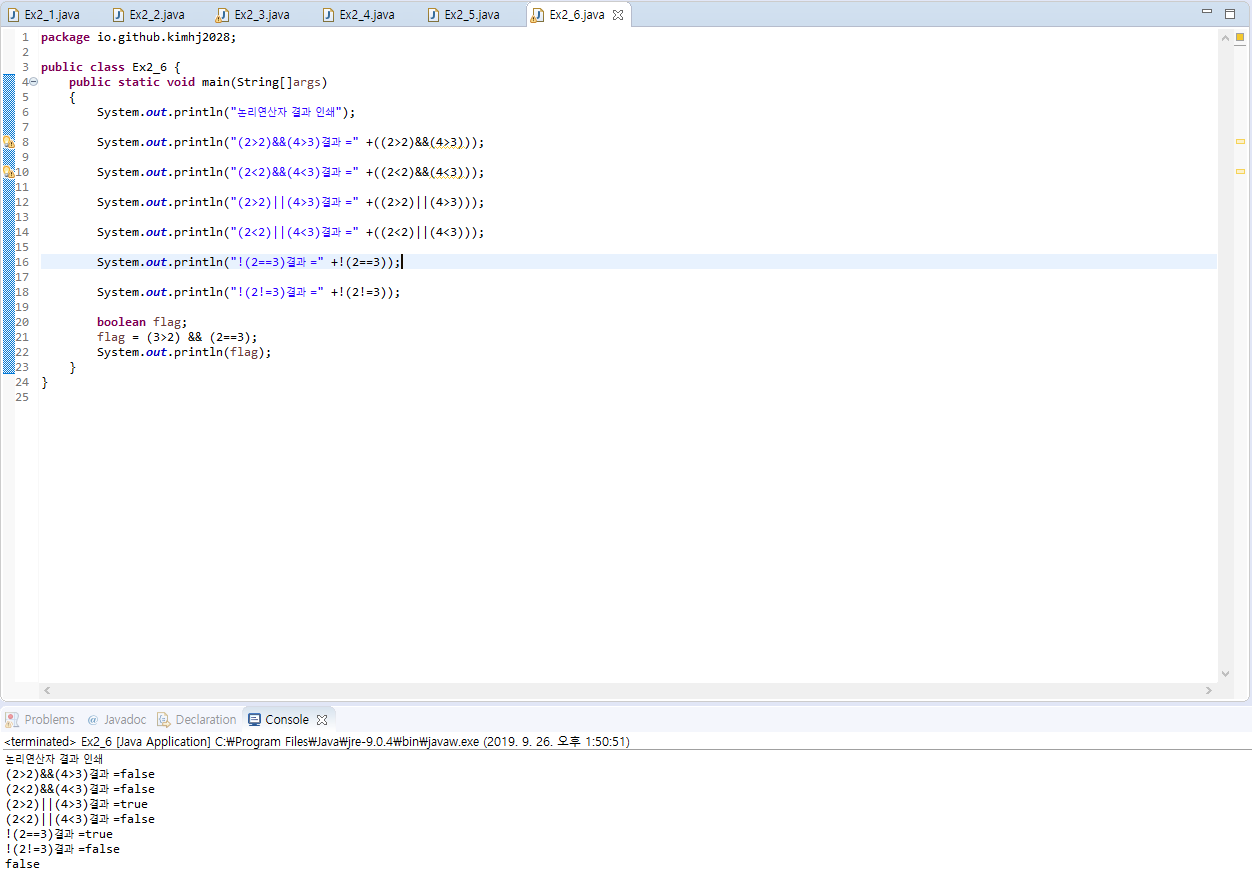 Ex2_1.java Ex2_2.java Ex2_3.java Ex2_4.java Ex2_5.java Ex2_6.java
1 package io.github.kimhj2028;
2
3 public class Ex2_6 {
4 public static void main(String[]args)
5 {
6 System.out.println("논리연산자 결과 인쇄");
7
8 System.out.println("(2>2)&&(4>3)결과 =" +((2>2)&&(4>3)));
9
10 System.out.println("(2<2)&&(4<3)결과 =" +((2<2)&&(4<3)));
11
12 System.out.println("(2>2)||(4>3)결과 =" +((2>2)||(4>3)));
13
14 System.out.println("(2<2)||(4<3)결과 =" +((2<2)||(4<3)));
15
16 System.out.println("!(2==3)결과 =" +!(2==3));
17
18 System.out.println("!(2!=3)결과 =" +!(2!=3));
19
20 boolean flag;
21 flag = (3>2) && (2==3);
22 System.out.println(flag);
23 }
24 }
25
Problems @ Javadoc Declaration Console
<terminated> Ex2_6 [Java Application] C:₩Program Files₩Java₩jre-9.0.4₩bin₩javaw.exe (2019. 9. 26. 오후 1:50:51)
논리연산자 결과 인쇄
(2>2)&&(4>3)결과 =false
(2<2)&&(4<3)결과 =false
(2>2)||(4>3)결과 =true
(2<2)||(4<3)결과 =false
!(2==3)결과 =true
!(2!=3)결과 =false
false